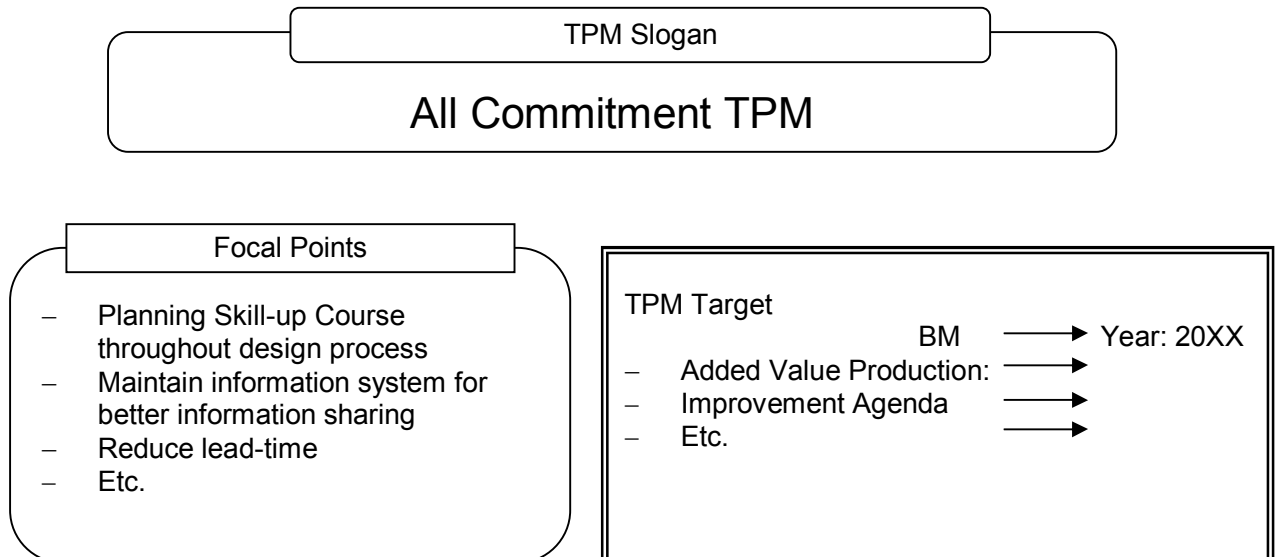 TPM Slogan
All Commitment TPM
Focal Points
– Planning Skill-up Course
throughout design process
– Maintain information system for
better information sharing
– Reduce lead-time
– Etc.
TPM Target
BM Year: 20XX
– Added Value Production:
– Improvement Agenda
– Etc.